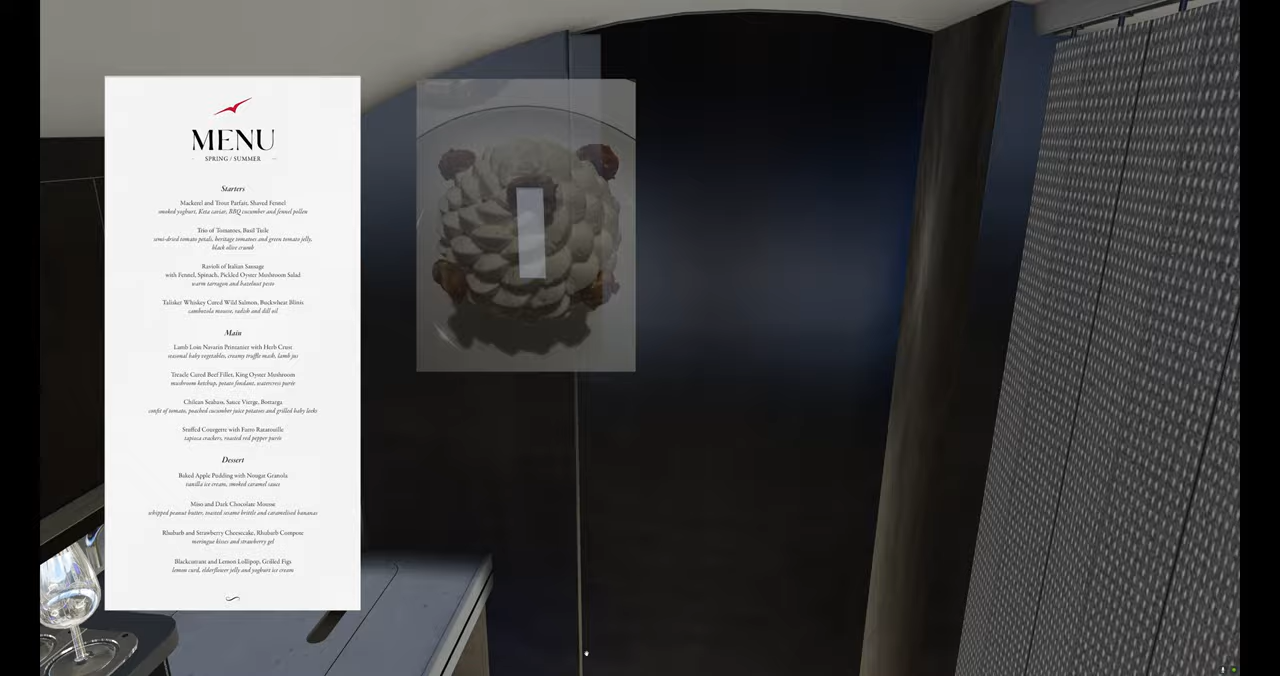 MENU
SPRING / SUMMER
Starters
Mackerel and Trout Parfait, Shaved Fennel
smoked yoghurt, Keta caviar, BBQ cucumber and fennel pollen
Trio of Tomatoes, Basil Tuile
semi-dried tomato petals, heritage tomatoes and green tomato jelly,
black olive crumb
Ravioli of Italian Sausage
with Fennel, Spinach, Pickled Oyster Mushroom Salad
warm tarragon and hazelnut pesto
Talisker Whiskey Cured Wild Salmon, Buckwheat Blinis
cambozola mousse, radish and dill oil
Main
Lamb Loin Navarin Printanier with Herb Crust
seasonal baby vegetables, creamy truffle mash, lamb jus
Treacle Cured Beef Fillet, King Oyster Mushroom
mushroom ketchup, potato fondant, watercress purée
Chilean Seabass, Sauce Vierge, Bottarga
confit of tomato, poached cucumber juice potatoes and grilled baby leeks
Stuffed Courgette with Farro Ratatouille
tapioca crackers, roasted red pepper purée
Dessert
Baked Apple Pudding with Nougat Granola
vanilla ice cream, smoked caramel sauce
Miso and Dark Chocolate Mousse
whipped peanut butter, toasted sesame brittle and caramelised bananas
Rhubarb and Strawberry Cheesecake, Rhubarb Compote
meringue kisses and strawberry gel
Blackcurrant and Lemon Lollipop, Grilled Figs
lemon curd, elderflower jelly and yoghurt ice cream